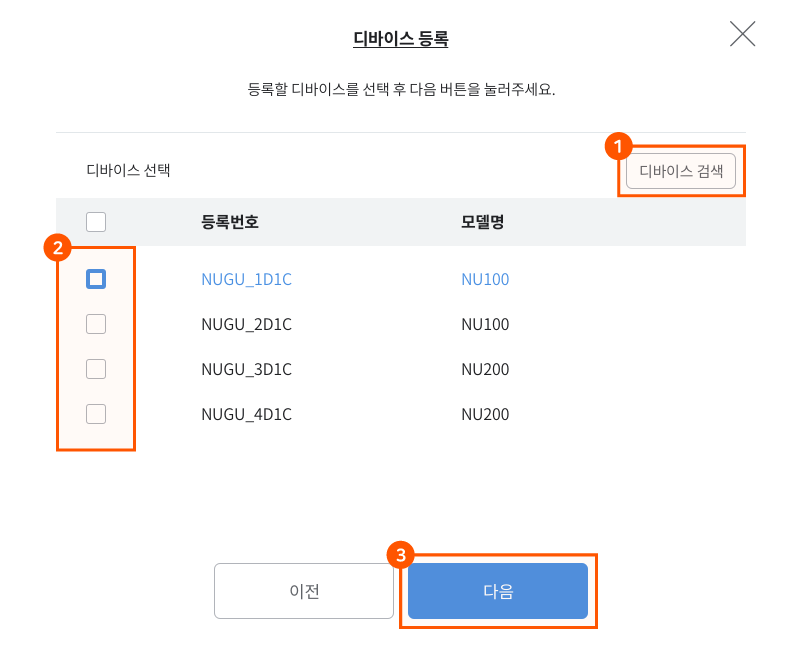 디바이스 등록
등록할 디바이스를 선택 후 다음 버튼을 눌러주세요.
1
디바이스 선택 디바이스 검색
등록번호 모델명
2
NUGU_1D1C NU100
NUGU_2D1C NU100
NUGU_3D1C NU200
NUGU_4D1C NU200
3
이전 다음